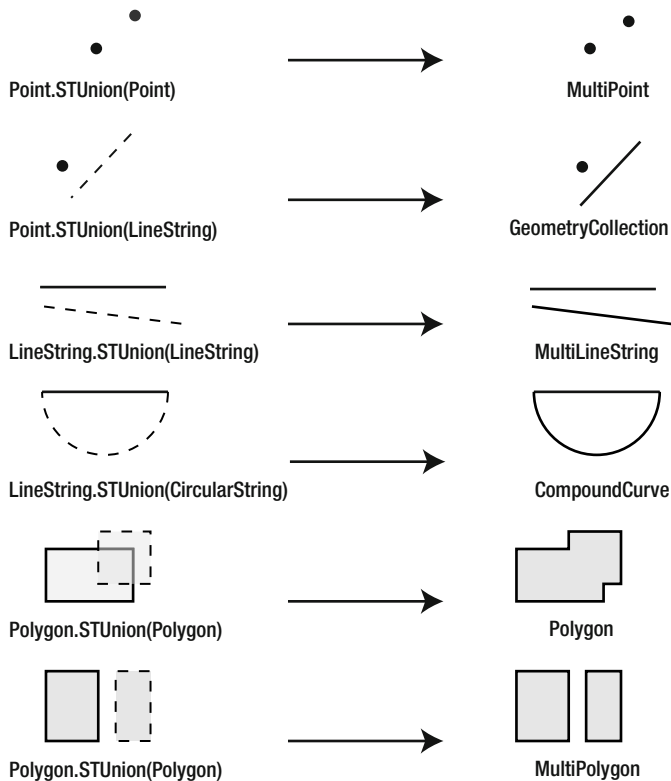 Point.STUnion(Point)
MultiPoint
Point.STUnion(LineString)
GeometryCollection
LineString.STUnion(LineString)
MultiLineString
LineString.STUnion(CircularString)
CompoundCurve
Polygon.STUnion(Polygon)
Polygon
Polygon.STUnion(Polygon)
MultiPolygon